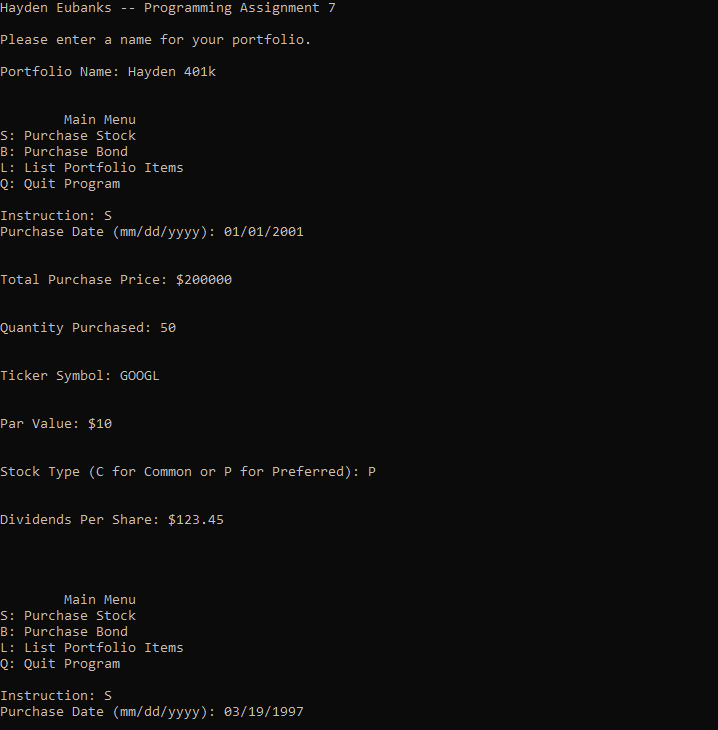 Hayden Eubanks -- Programming Assignment 7
Please enter a name for your portfolio.
Portfolio Name: Hayden 401k
Main Menu
S: Purchase Stock
B: Purchase Bond
L: List Portfolio Items
Q: Quit Program
Instruction: S
Purchase Date (mm/dd/yyyy): 01/01/2001
Total Purchase Price: $200000
Quantity Purchased: 50
Ticker Symbol: GOOGL
Par Value: $10
Stock Type (C for Common or P for Preferred): P
Dividends Per Share: $123.45
Main Menu
S: Purchase Stock
B: Purchase Bond
L: List Portfolio Items
Q: Quit Program
Instruction: S
Purchase Date (mm/dd/yyyy): 03/19/1997